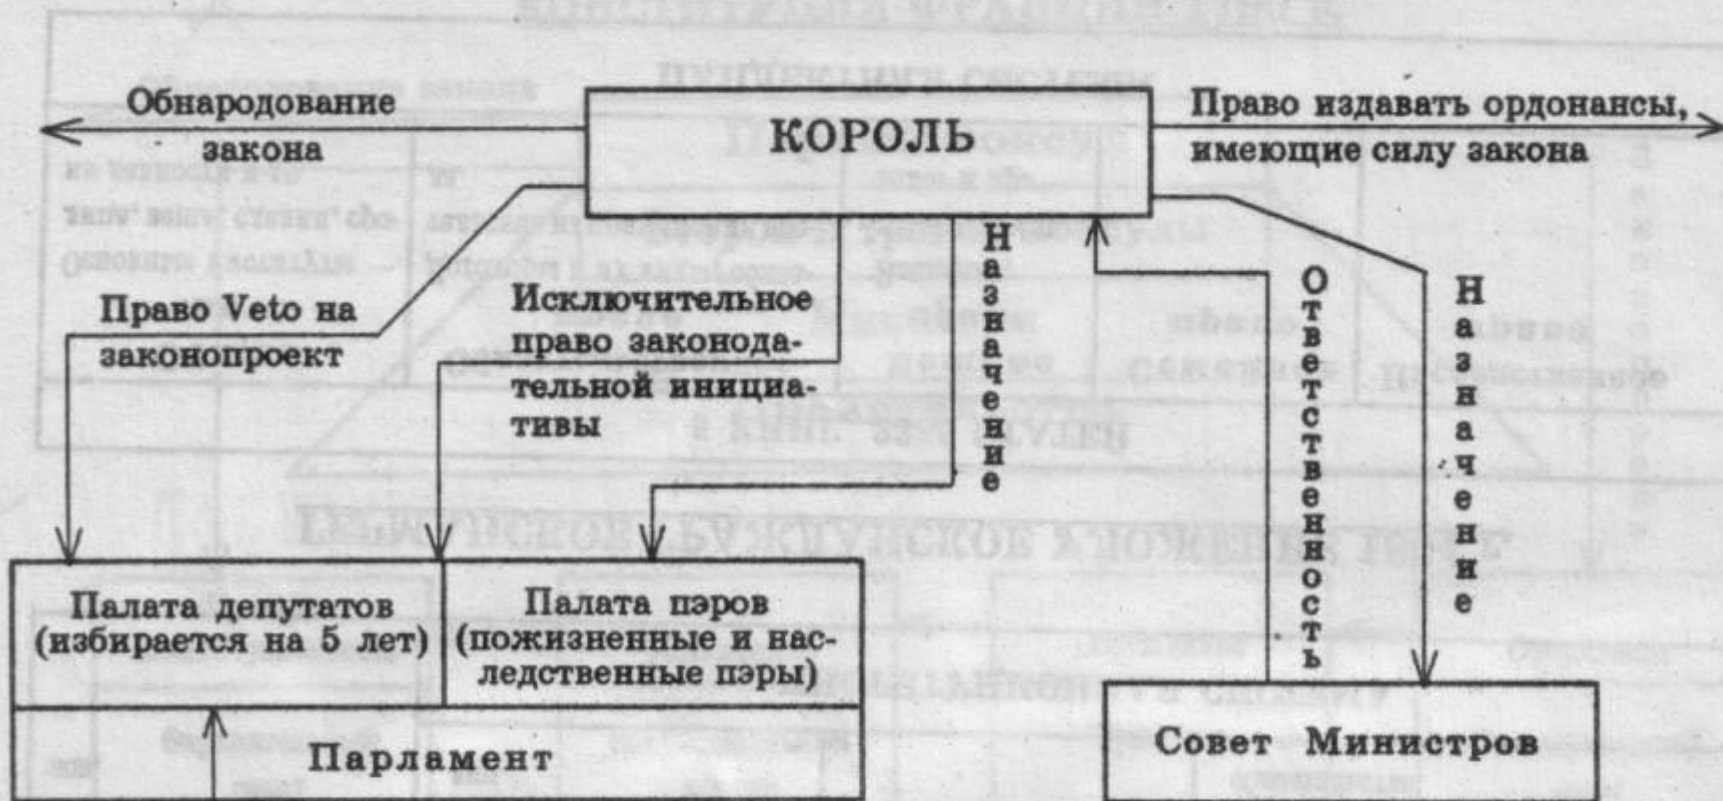 Обнародование
закона
КОРОЛЬ
Право издавать ордонансы,
имеющие силу закона
Право Veto на
законопроект
Исключительное
право законода-
тельной инициа-
тивы
Назначение
Ответственность
Назначение
Палата депутатов
(избирается на 5 лет)
Палата пэров
(пожизненные и нас-
ледственные пэры)
Парламент
Совет Министров